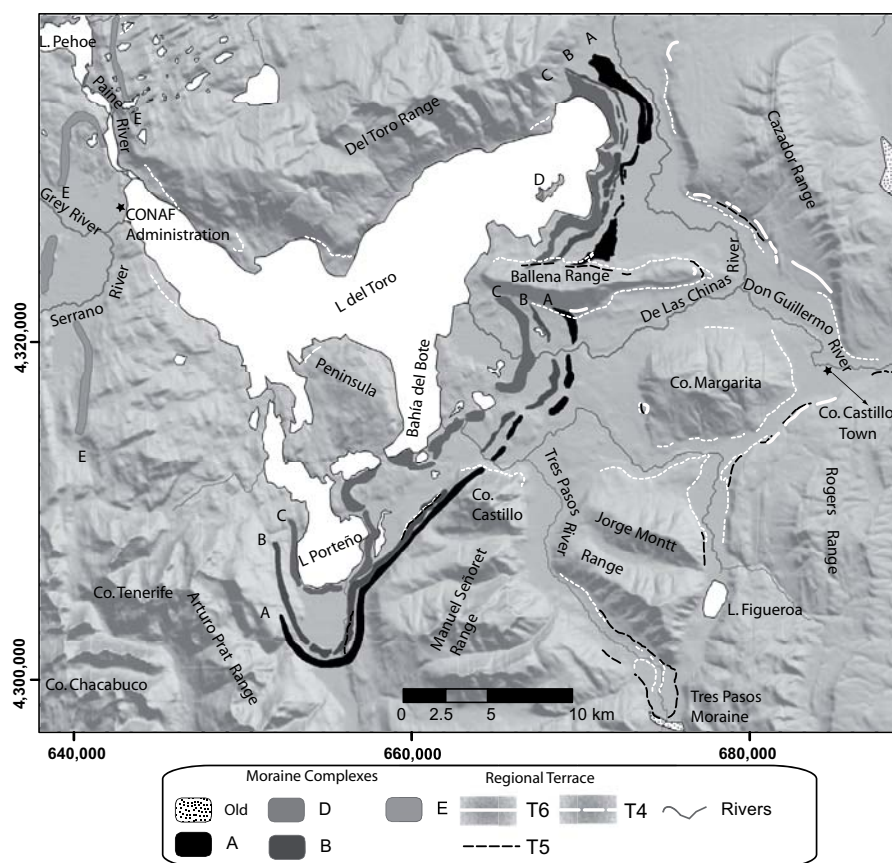 L. Pehoe
A
B
C
Paine
River
E
Del Toro Range
Cazador Range
D
E
Grey River
CONAF
Administration
Ballena Range
L del Toro
De Las Chinas River
Don Guillermo River
C
B
A
Serrano
River
4,320,000
Peninsula
Bahía del Bote
Co. Margarita
Co. Castillo
Town
E
Tres Pasos
River
Rogers
Range
Co.
Castillo
C
B
Jorge Montt
Range
L Porteño
Co. Tenerife
A
Arturo Prat Range
Manuel Señoret
Range
L. Figueroa
4,300,000
Co. Chacabuco
Tres Pasos
Moraine
0 2.5 5 10 km
640,000 660,000 680,000
Moraine Complexes Regional Terrace
Old D E T6 T4 Rivers
A B T5